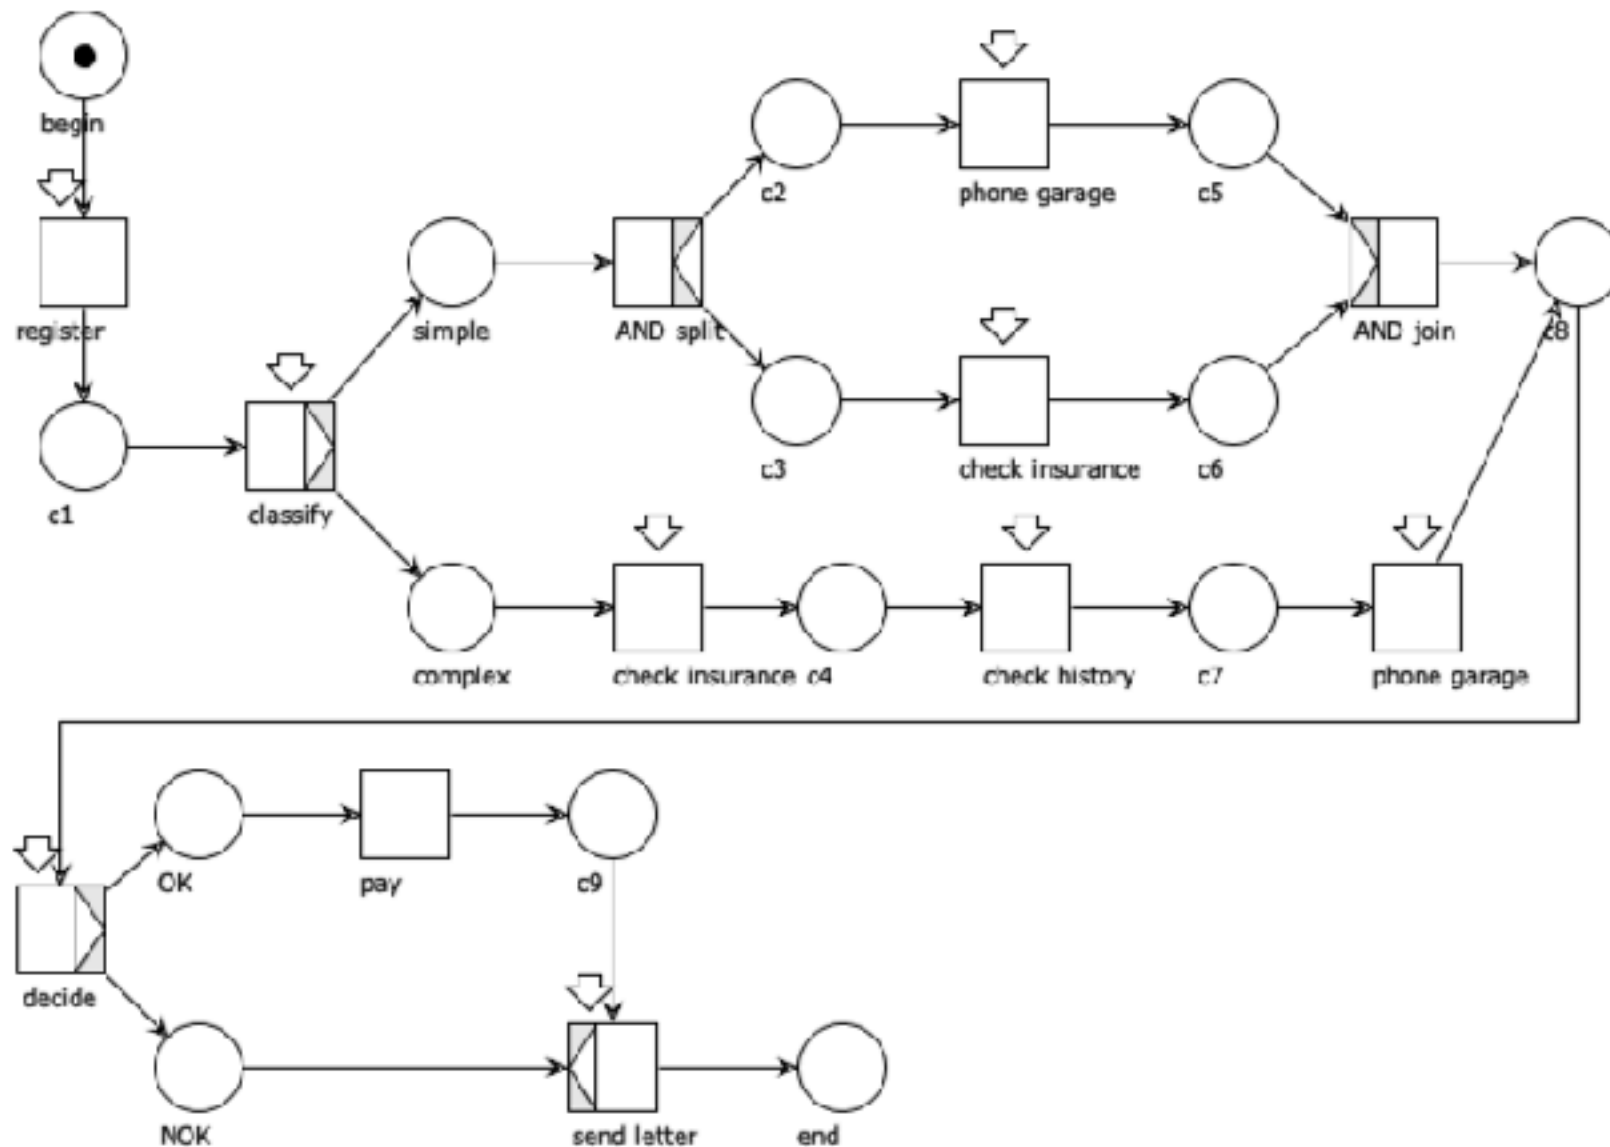 begin
c2
phone garage
c5
register
simple
AND split
AND join
c8
c1
classify
c3
check insurance
c6
complex
check insurance
c4
check history
c7
phone garage
OK
pay
c9
decide
NOK
send letter
end